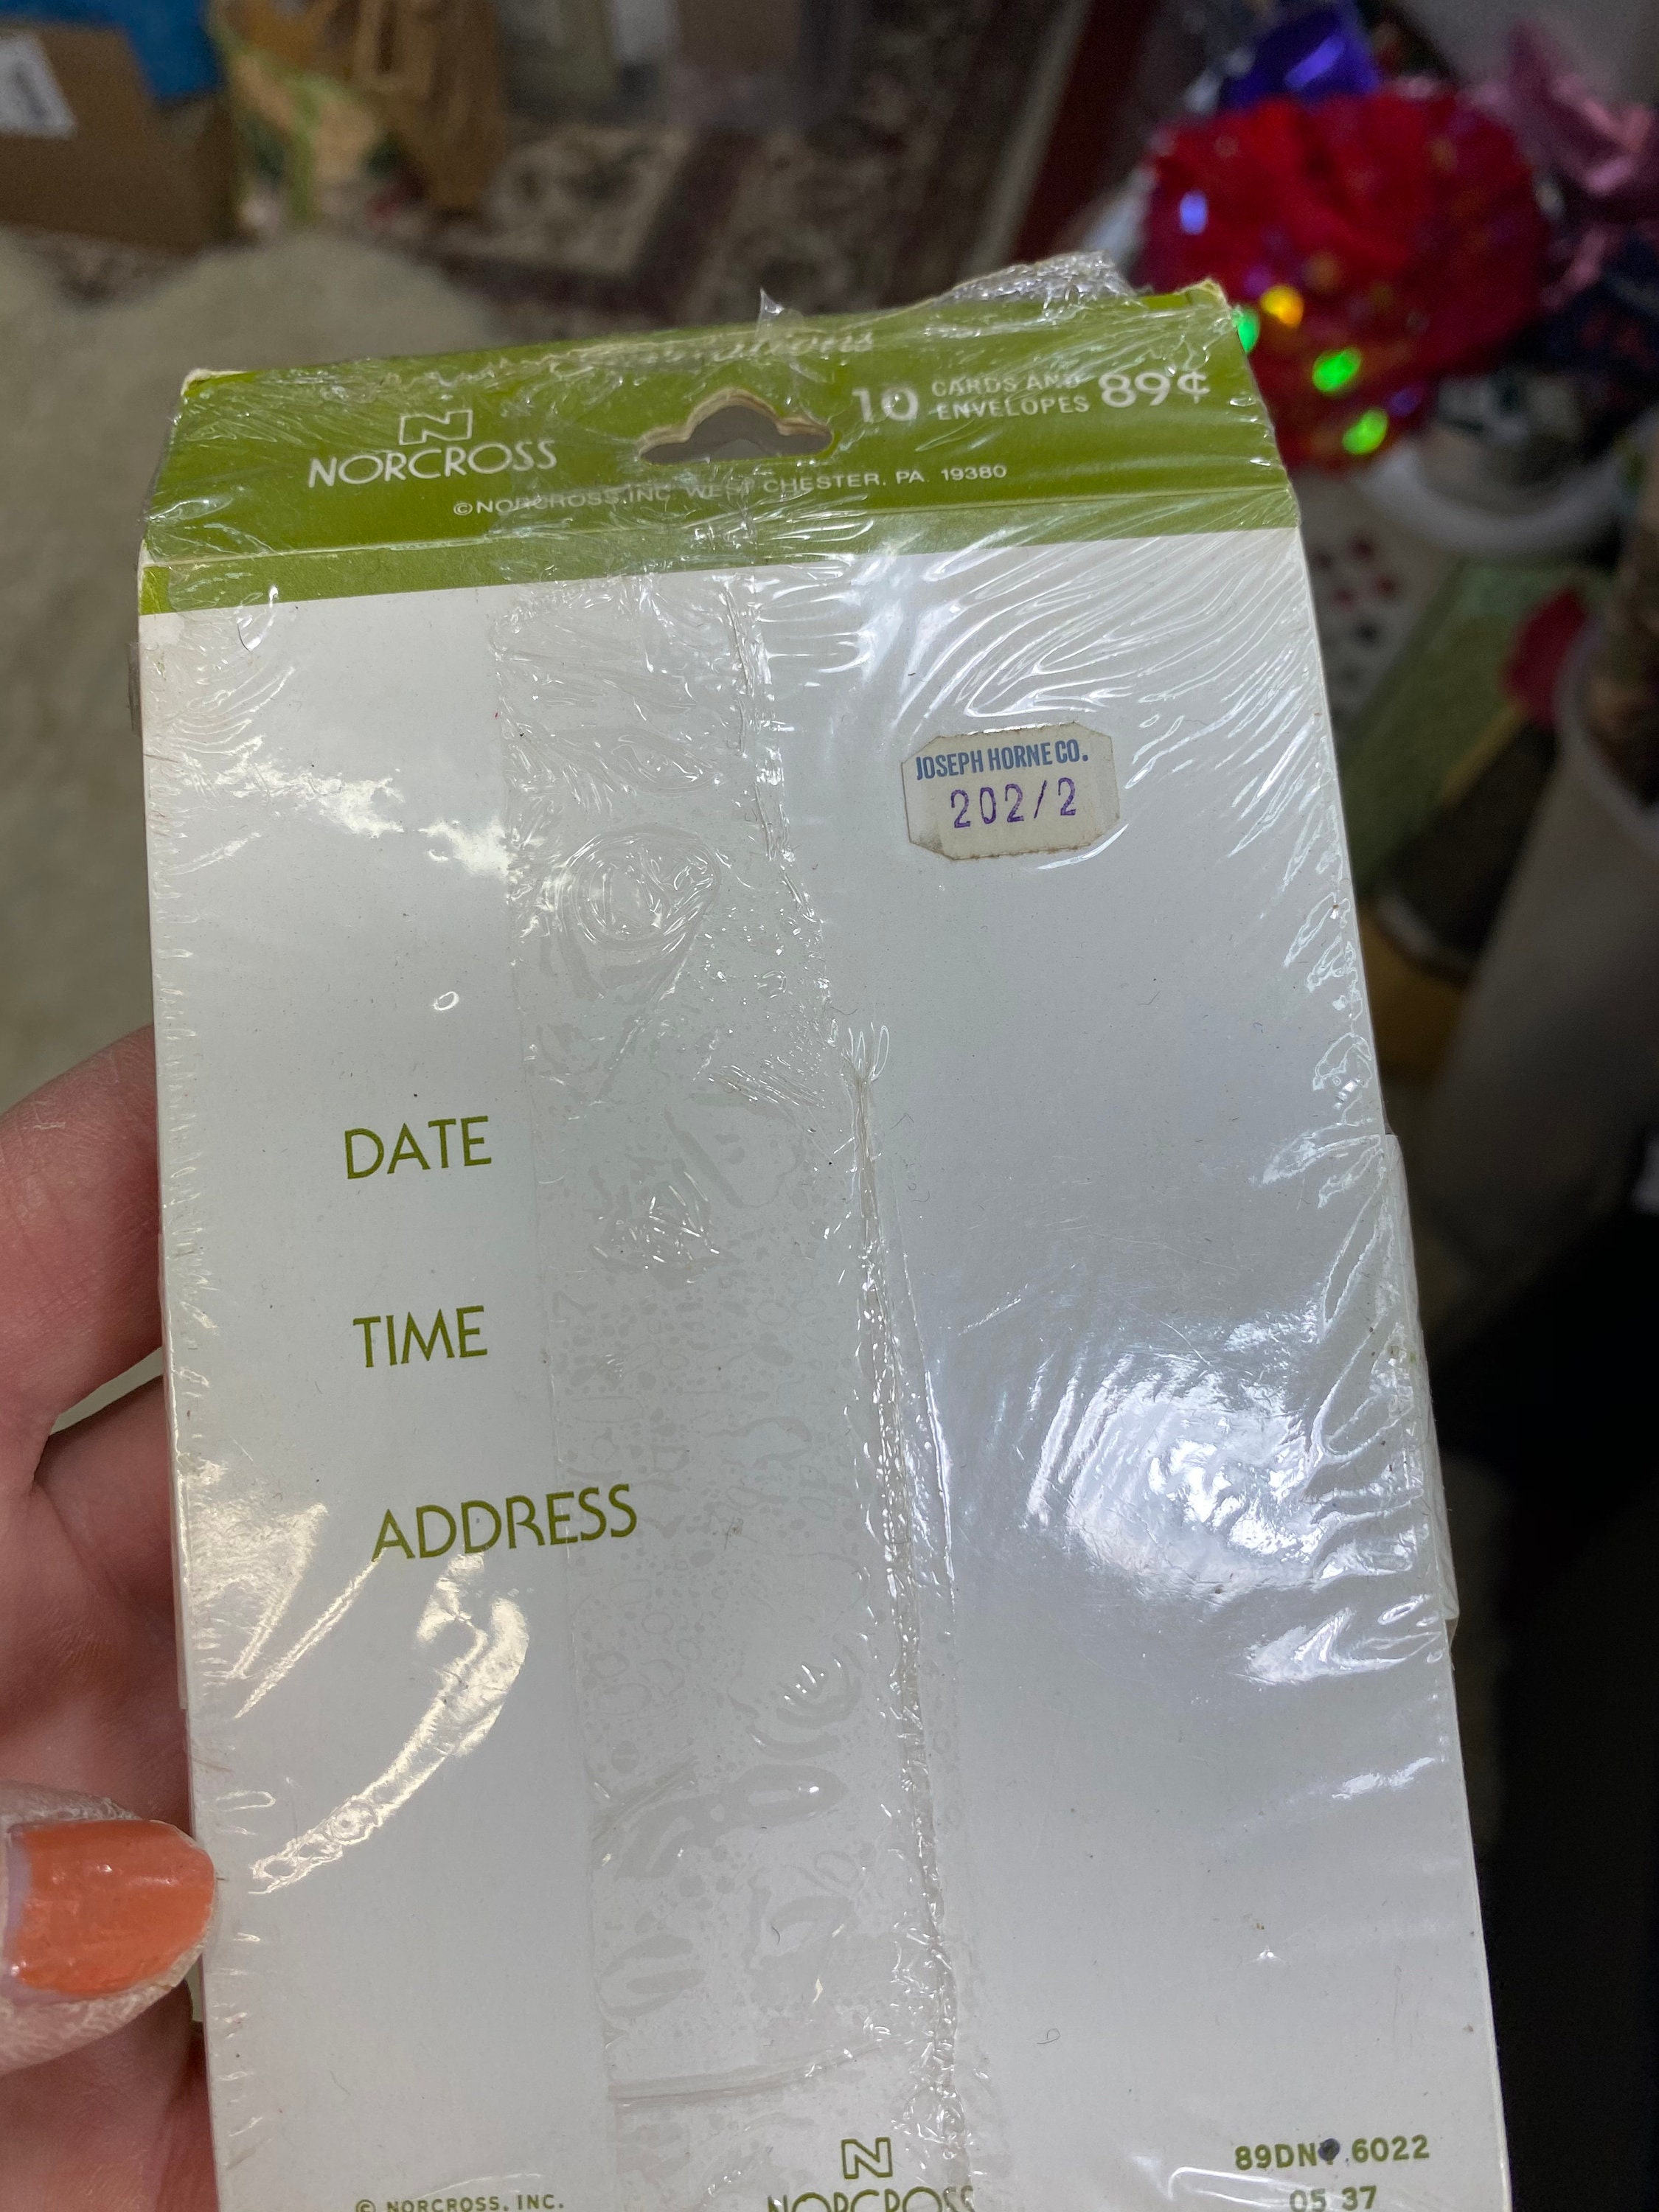 N
NORCROSS
10 CARDS AND ENVELOPES 89¢
© NORCROSS, INC. WEST CHESTER, PA. 19380
JOSEPH HORNE CO.
202/2
DATE
TIME
ADDRESS
N
NORCROSS
© NORCROSS, INC.
6022
05 37